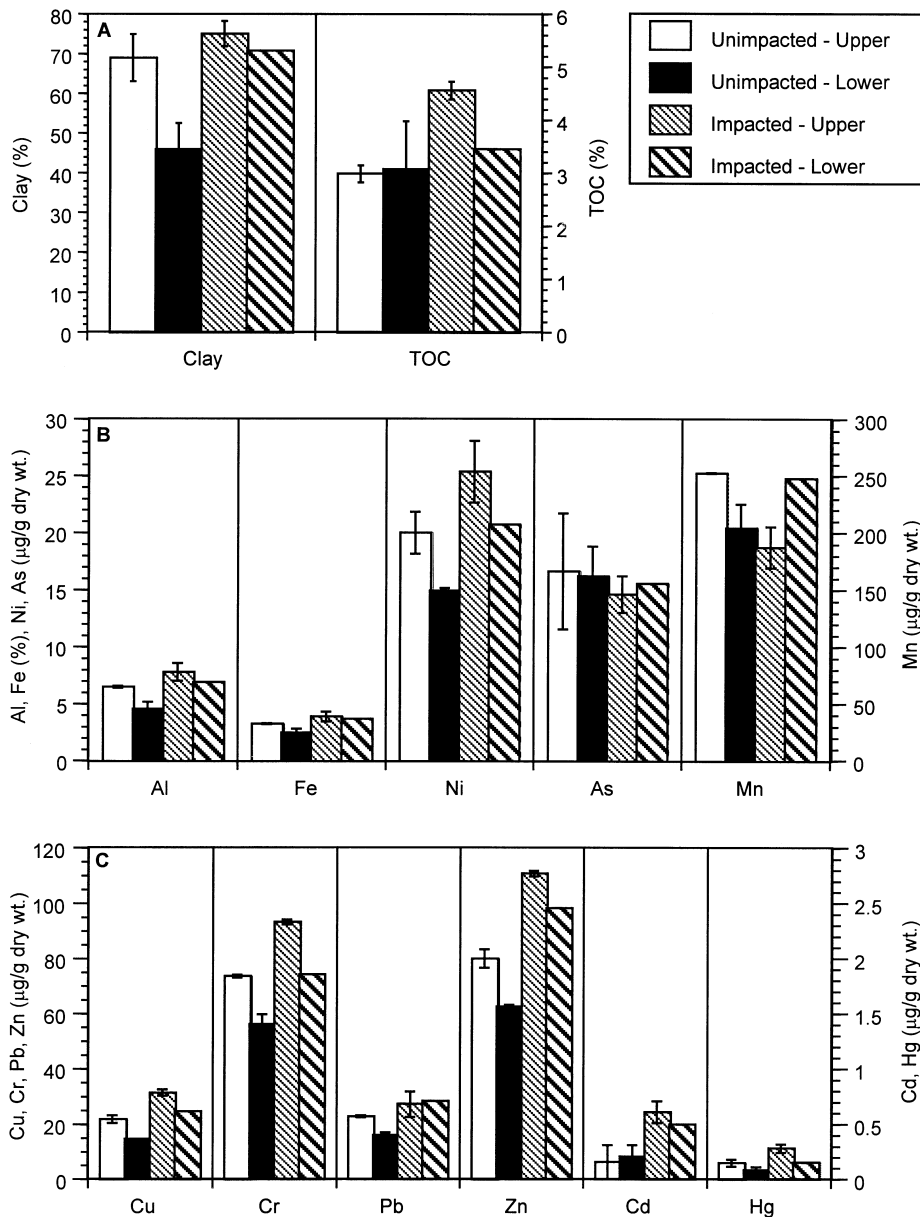 A
80
70
60
50
40
30
20
10
0
Clay (%)
6
5
4
3
2
1
0
TOC (%)
Clay TOC
Unimpacted - Upper
Unimpacted - Lower
Impacted - Upper
Impacted - Lower
B
30
25
20
15
10
5
0
Al, Fe (%), Ni, As (µg/g dry wt.)
300
250
200
150
100
50
0
Mn (µg/g dry wt.)
Al Fe Ni As Mn
C
120
100
80
60
40
20
0
Cu, Cr, Pb, Zn (µg/g dry wt.)
3
2.5
2
1.5
1
0.5
0
Cd, Hg (µg/g dry wt.)
Cu Cr Pb Zn Cd Hg